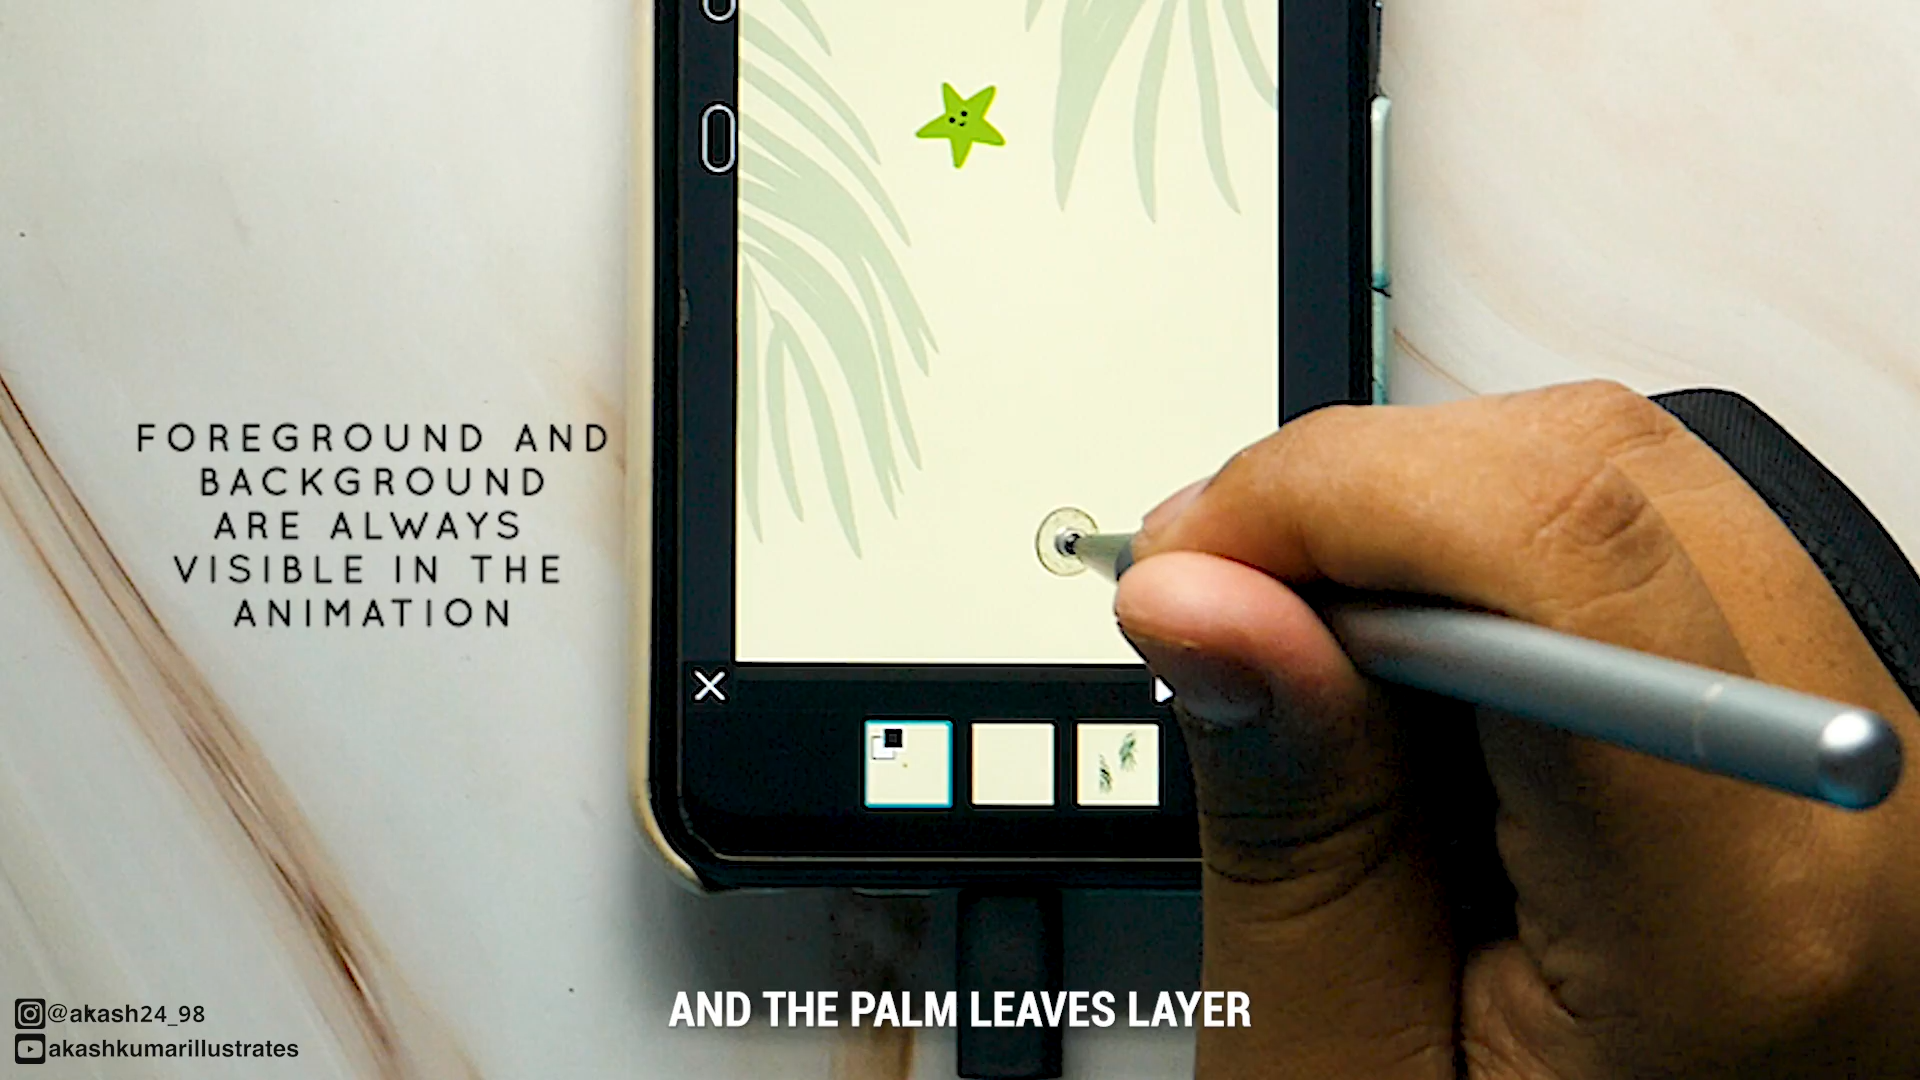 FOREGROUND AND
BACKGROUND
ARE ALWAYS
VISIBLE IN THE
ANIMATION
AND THE PALM LEAVES LAYER
@akash24_98
akashkumarillustrates